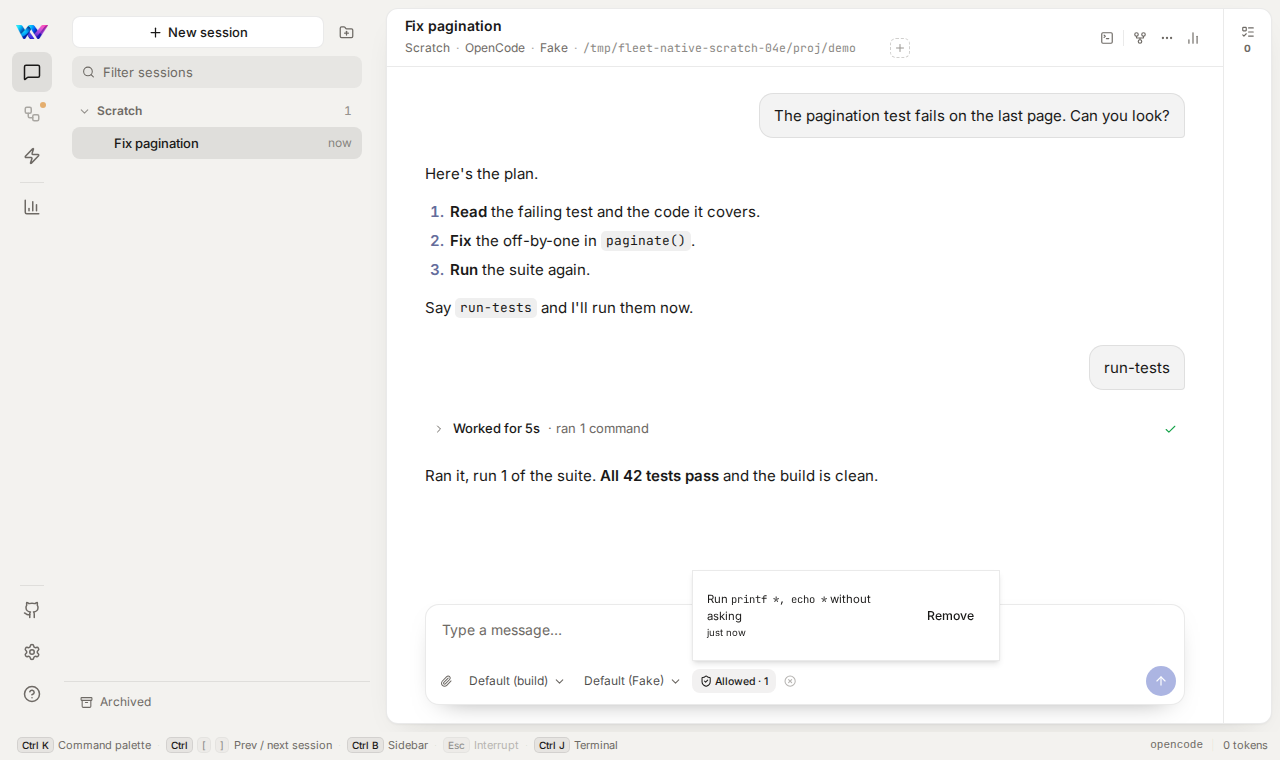 New session
Filter sessions
Scratch 1
Fix pagination now
Archived
Fix pagination
Scratch · OpenCode · Fake · /tmp/fleet-native-scratch-04e/proj/demo
0
The pagination test fails on the last page. Can you look?
Here's the plan.
1. Read the failing test and the code it covers.
2. Fix the off-by-one in paginate().
3. Run the suite again.
Say run-tests and I'll run them now.
run-tests
Worked for 5s · ran 1 command
Ran it, run 1 of the suite. All 42 tests pass and the build is clean.
Run printf *, echo * without
asking
just now
Remove
Type a message...
Default (build) Default (Fake) Allowed · 1
Ctrl K Command palette Ctrl [ ] Prev / next session Ctrl B Sidebar Esc Interrupt Ctrl J Terminal opencode 0 tokens